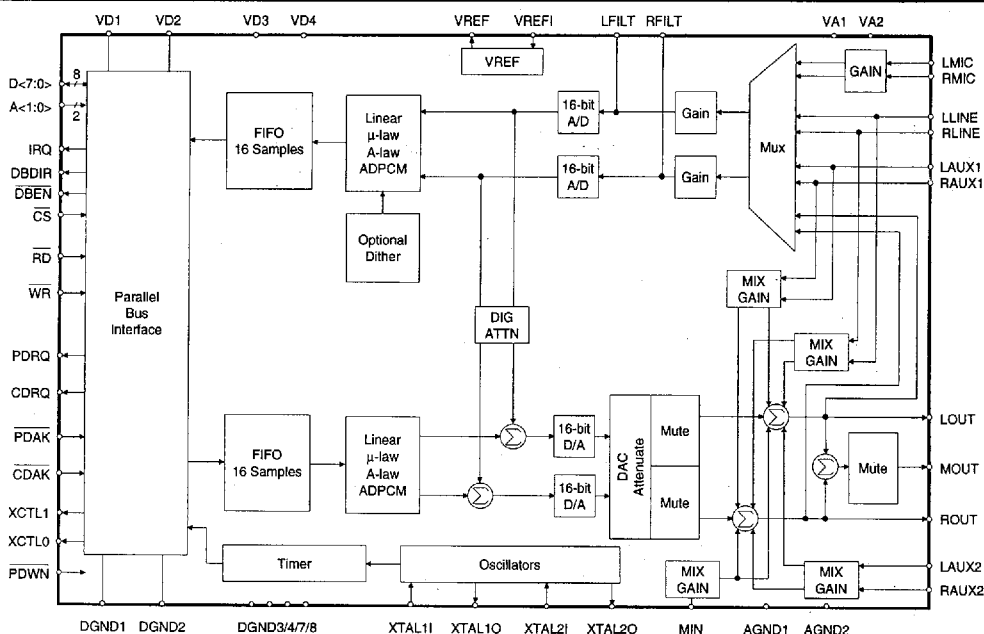 VD1 VD2 VD3 VD4 VREF VREFI LFILT RFILT VA1 VA2
D<7:0>
8
A<1:0>
2
IRQ
DBDIR
DBEN
CS
RD
WR
PDRQ
CDRQ
PDAK
CDAK
XCTL1
XCTL0
PDWN
Parallel
Bus
Interface
FIFO
16 Samples
Linear
μ-law
A-law
ADPCM
Optional
Dither
VREF
16-bit
A/D
16-bit
A/D
Gain
Gain
Mux
GAIN
LMIC
RMIC
LLINE
RLINE
LAUX1
RAUX1
MIX
GAIN
MIX
GAIN
DIG
ATTN
FIFO
16 Samples
Linear
μ-law
A-law
ADPCM
Σ
Σ
16-bit
D/A
16-bit
D/A
DAC
Attenuate
Mute
Mute
Σ
Σ
Σ
Mute
LOUT
MOUT
ROUT
LAUX2
RAUX2
Timer
Oscillators
MIX
GAIN
MIX
GAIN
DGND1 DGND2 DGND3/4/7/8 XTAL1I XTAL1O XTAL2I XTAL2O MIN AGND1 AGND2